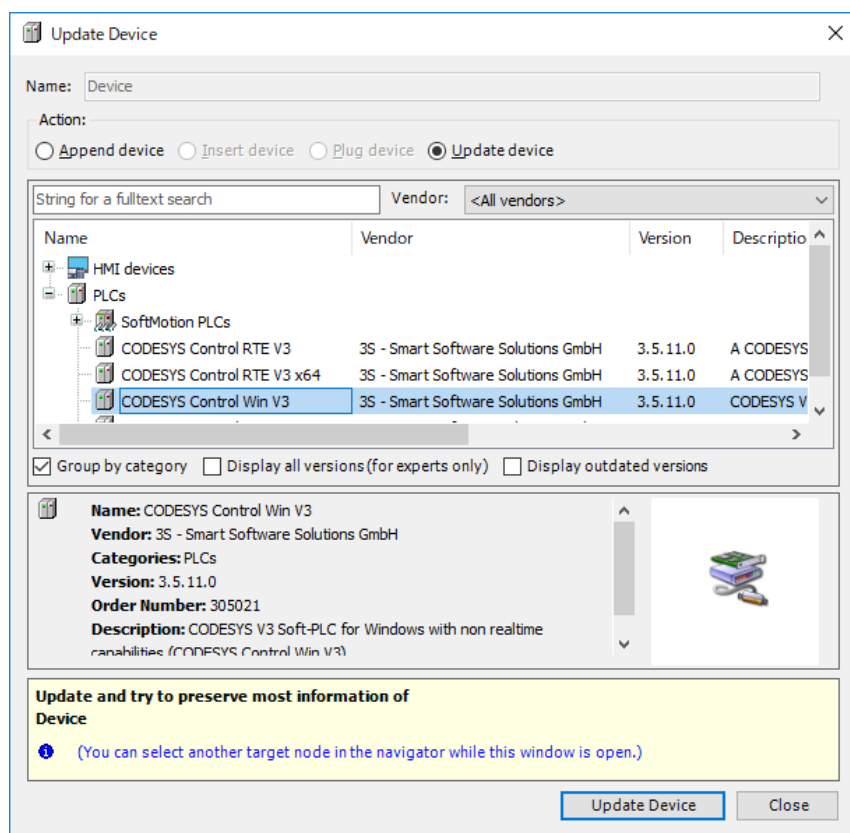 Update Device
Name: Device
Action:
Append device Insert device Plug device Update device
String for a fulltext search Vendor: <All vendors>
Name Vendor Version Descriptio
HMI devices
PLCs
SoftMotion PLCs
CODESYS Control RTE V3 3S - Smart Software Solutions GmbH 3.5.11.0 A CODESYS
CODESYS Control RTE V3 x64 3S - Smart Software Solutions GmbH 3.5.11.0 A CODESYS
CODESYS Control Win V3 3S - Smart Software Solutions GmbH 3.5.11.0 CODESYS V
Group by category Display all versions (for experts only) Display outdated versions
Name: CODESYS Control Win V3
Vendor: 3S - Smart Software Solutions GmbH
Categories: PLCs
Version: 3.5.11.0
Order Number: 305021
Description: CODESYS V3 Soft-PLC for Windows with non realtime
capabilities (CODESYS Control Win V3)
Update and try to preserve most information of
Device
(You can select another target node in the navigator while this window is open.)
Update Device Close